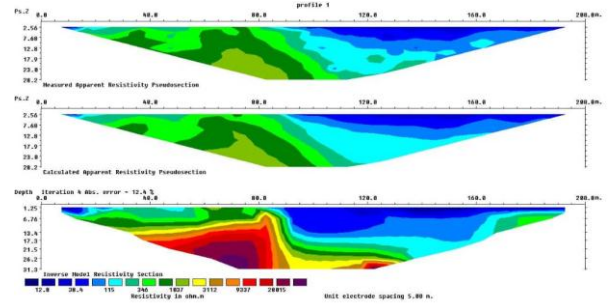 profile 1
Ps.Z 0.0 40.0 80.0 120.0 160.0 200.0m.
2.56
7.60
12.8
17.9
23.0
28.2
Measured Apparent Resistivity Pseudosection
Ps.Z 0.0 40.0 80.0 120.0 160.0 200.0m.
2.56
7.60
12.8
17.9
23.0
28.2
Calculated Apparent Resistivity Pseudosection
Depth Iteration 4 Abs. error = 12.4 %
0.0 40.0 80.0 120.0 160.0 200.0m.
1.25
6.76
13.4
17.3
21.5
26.2
31.3
Inverse Model Resistivity Section
12.8 38.4 115 346 1037 3112 9337 28015
Resistivity in ohm.m Unit electrode spacing 5.00 m.